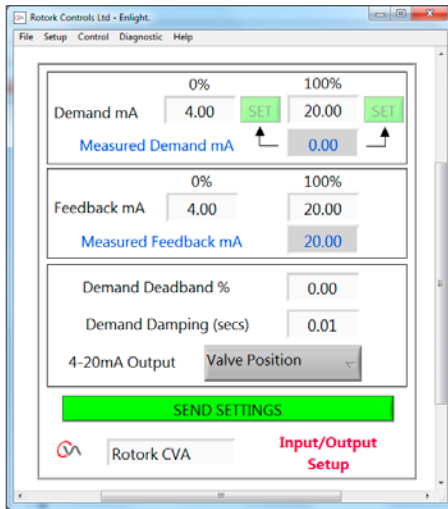 Rotork Controls Ltd - Enlight.
File Setup Control Diagnostic Help
0% 100%
Demand mA 4.00 SET 20.00 SET
Measured Demand mA 0.00
0% 100%
Feedback mA 4.00 20.00
Measured Feedback mA 20.00
Demand Deadband % 0.00
Demand Damping (secs) 0.01
4-20mA Output Valve Position
SEND SETTINGS
Rotork CVA Input/Output
Setup